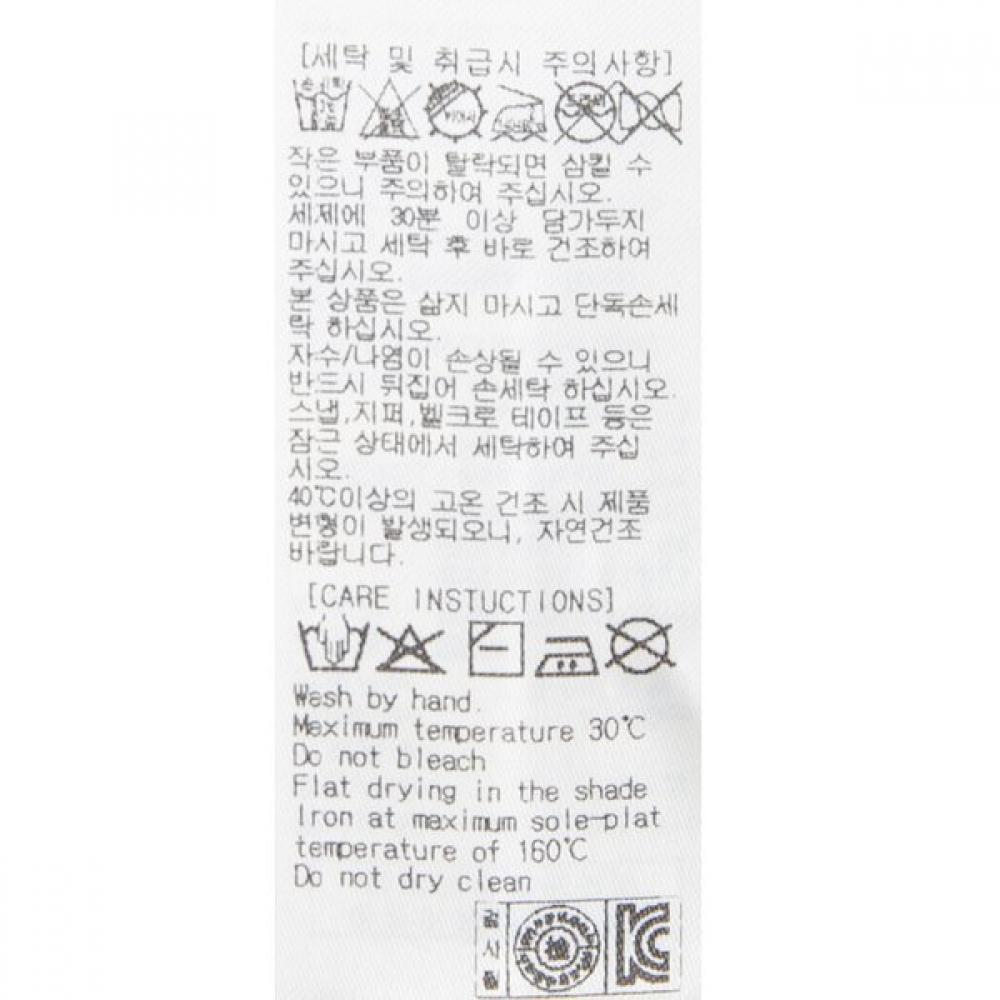 [세탁 및 취급시 주의사항]
작은 부품이 탈락되면 삼킬 수
있으니 주의하여 주십시오.
세제에 30분 이상 담가두지
마시고 세탁 후 바로 건조하여
주십시오.
본 상품은 삶지 마시고 단독손세
탁 하십시오.
자수/나염이 손상될 수 있으니
반드시 뒤집어 손세탁 하십시오.
스냅,지퍼,벨크로 테이프 등은
잠근 상태에서 세탁하여 주십
시오.
40℃이상의 고온 건조 시 제품
변형이 발생되오니, 자연건조
바랍니다.
[CARE INSTUCTIONS]
Wash by hand.
Maximum temperature 30℃
Do not bleach
Flat drying in the shade
Iron at maximum sole-plat
temperature of 160℃
Do not dry clean
검사필
KC